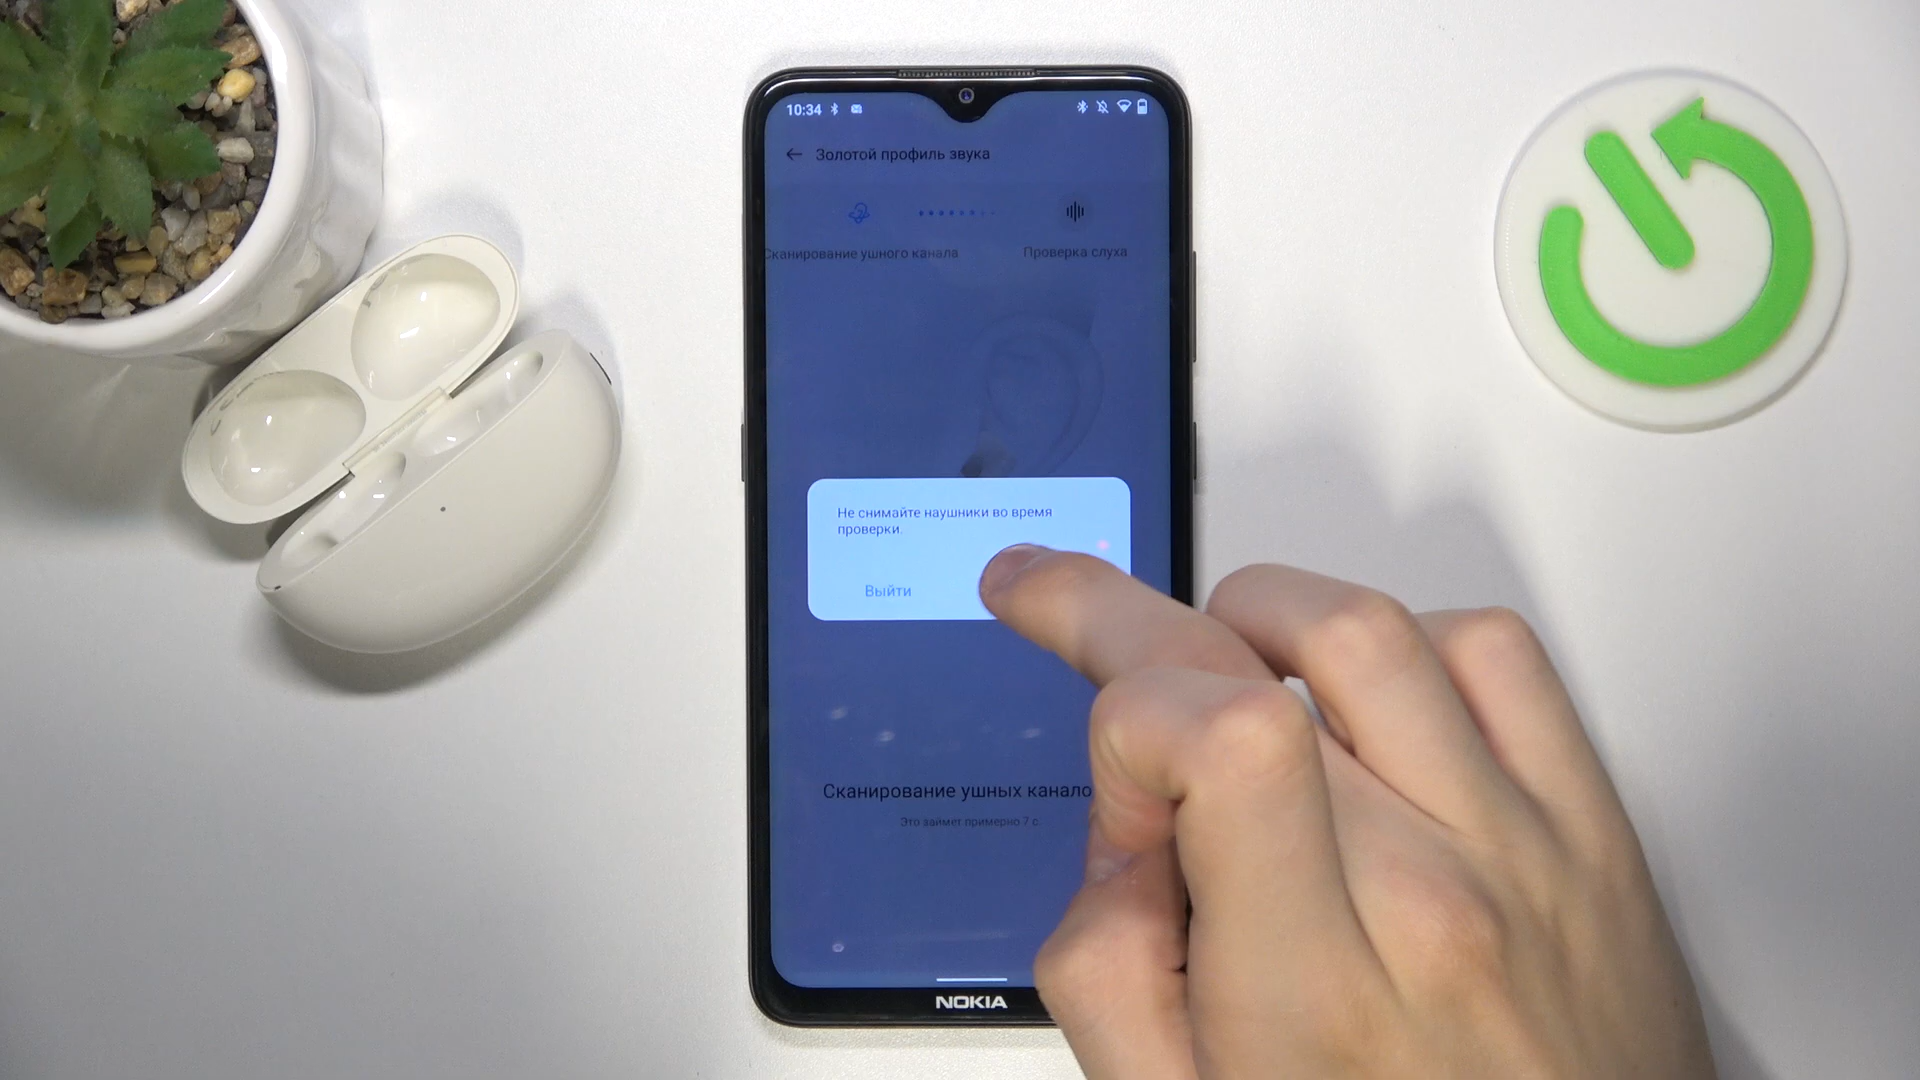 10:34
Золотой профиль звука
Сканирование ушного канала
Проверка слуха
Не снимайте наушники во время
проверки.
Выйти
Сканирование ушных канало
Это займет примерно 7 с.
NOKIA